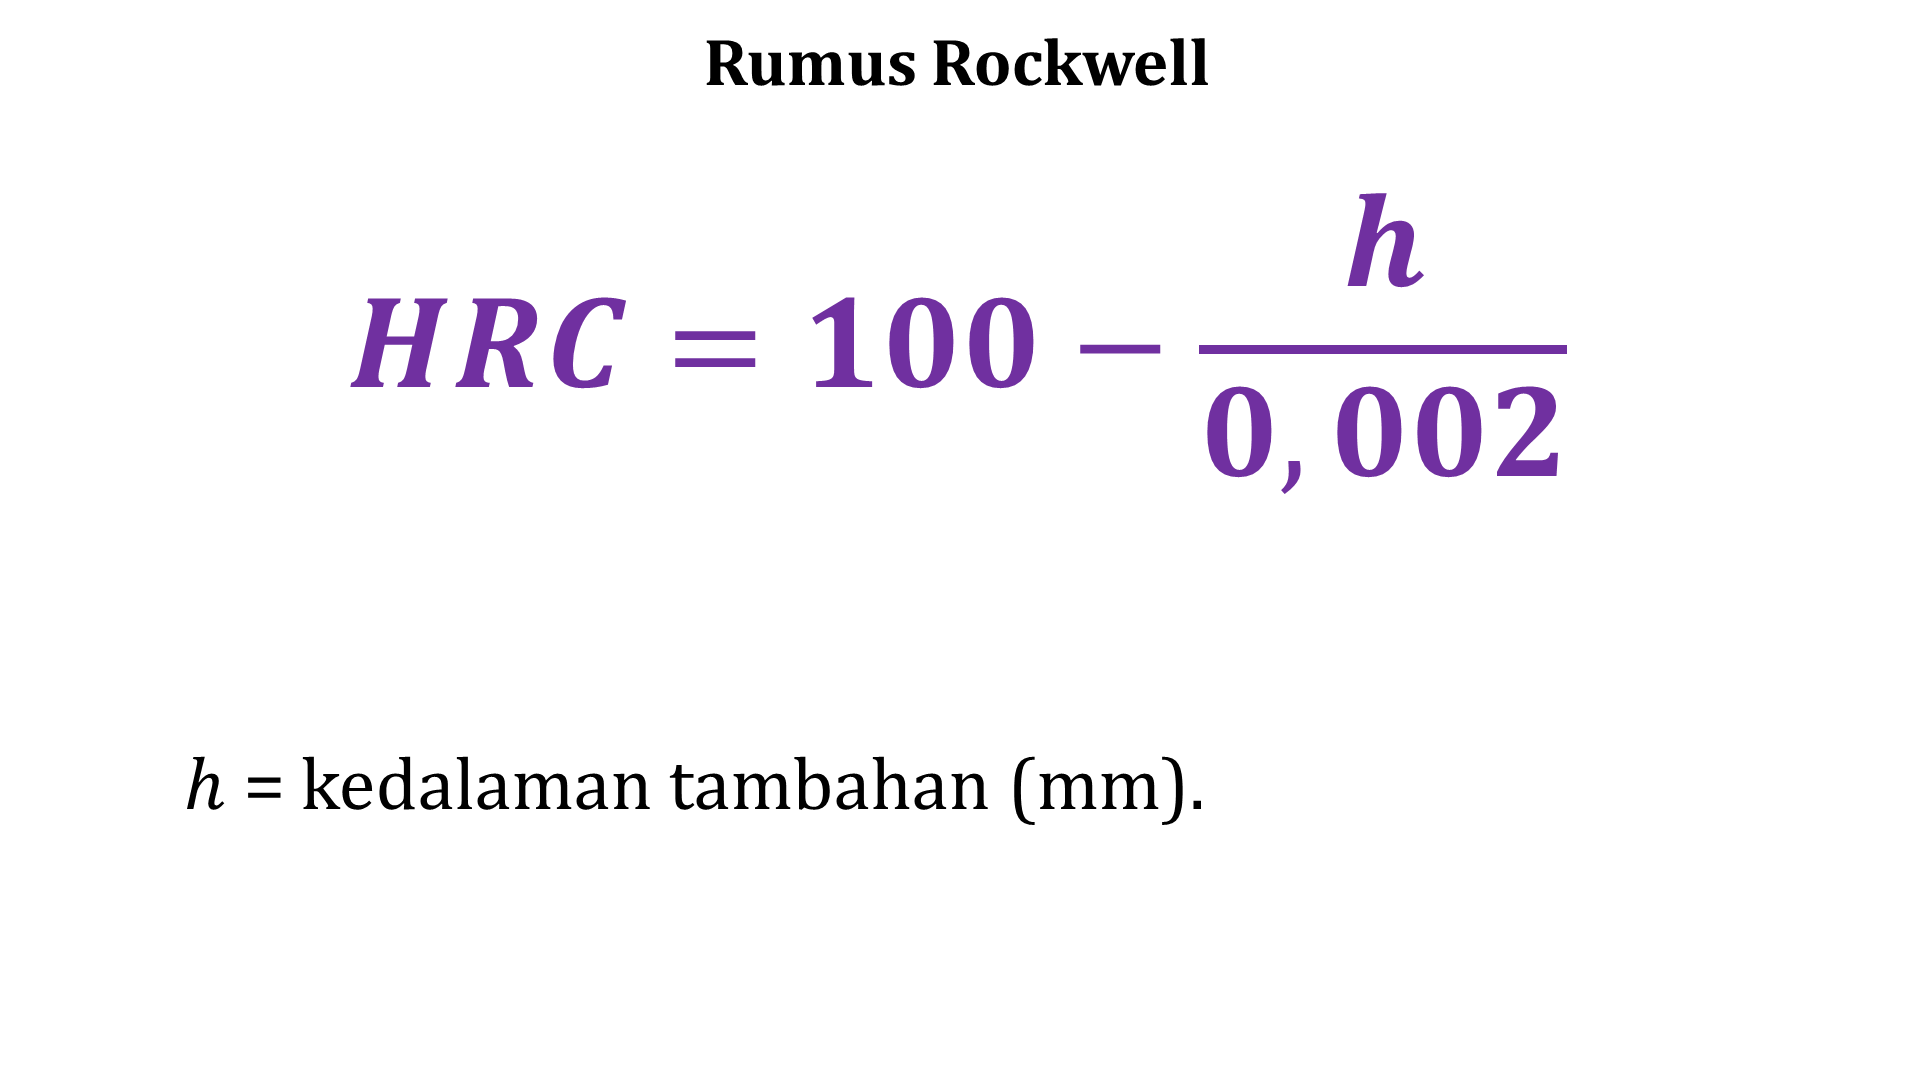 Rumus Rockwell
HRC = 100 − h/0,002
h = kedalaman tambahan (mm).